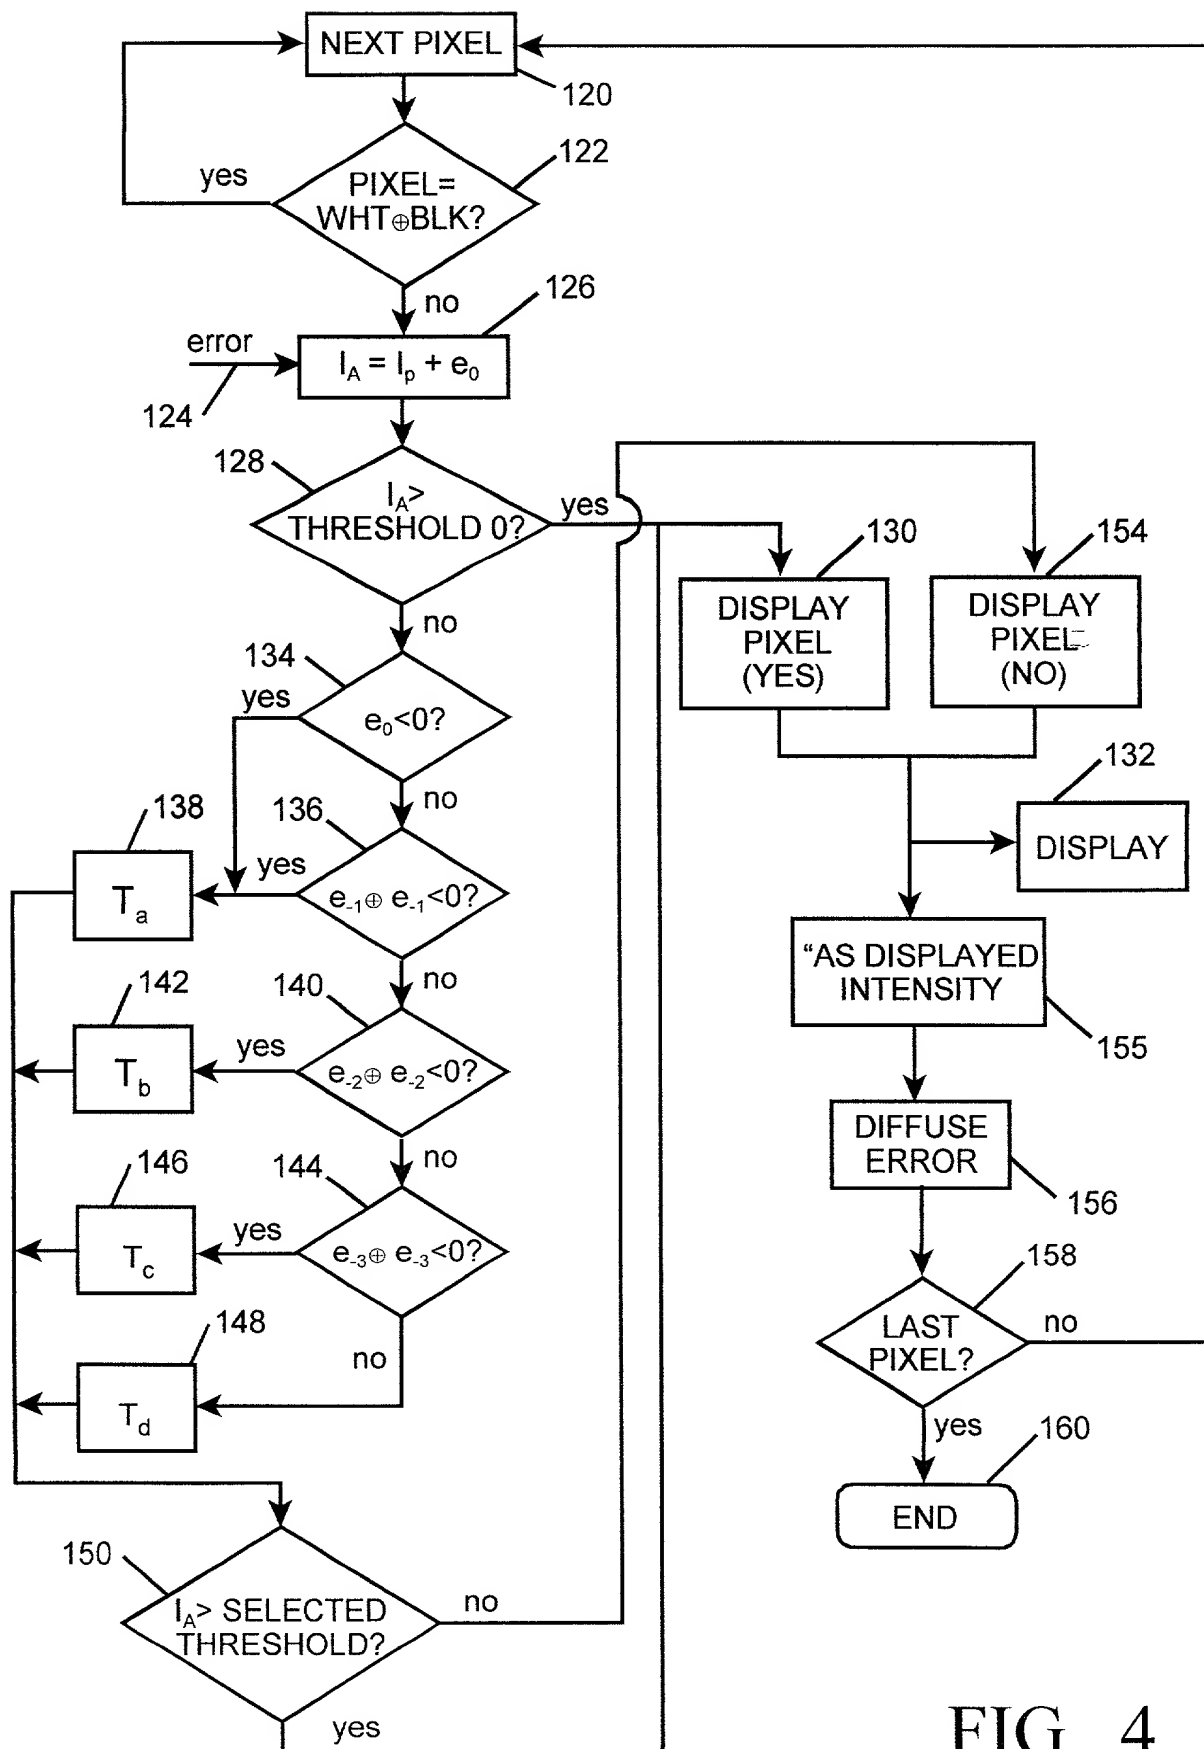 NEXT PIXEL
120
122
yes
PIXEL=
WHT⊕BLK?
no
126
error
I_A = I_p + e_0
124
128
I_A>
THRESHOLD 0?
yes
no
130
DISPLAY
PIXEL
(YES)
154
DISPLAY
PIXEL
(NO)
134
yes
e_0<0?
no
132
DISPLAY
138
136
yes
T_a
e_-1⊕ e_-1<0?
no
"AS DISPLAYED
INTENSITY
155
142
140
yes
T_b
e_-2⊕ e_-2<0?
no
DIFFUSE
ERROR
156
146
144
yes
T_c
e_-3⊕ e_-3<0?
158
LAST
PIXEL?
no
148
no
T_d
yes
160
END
150
I_A> SELECTED
THRESHOLD?
no
yes
FIG 4